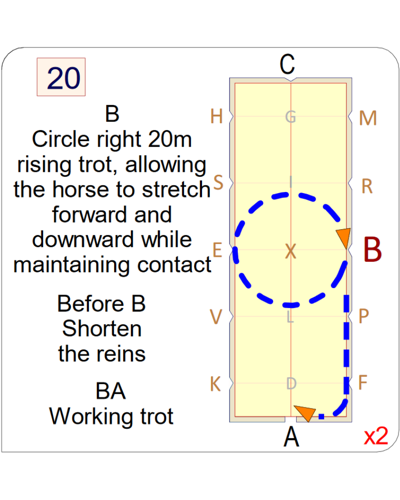 20
B
Circle right 20m
rising trot, allowing
the horse to stretch
forward and
downward while
maintaining contact
Before B
Shorten
the reins
BA
Working trot
C
H G M
S I R
E X B
V L P
K D F
A
x2